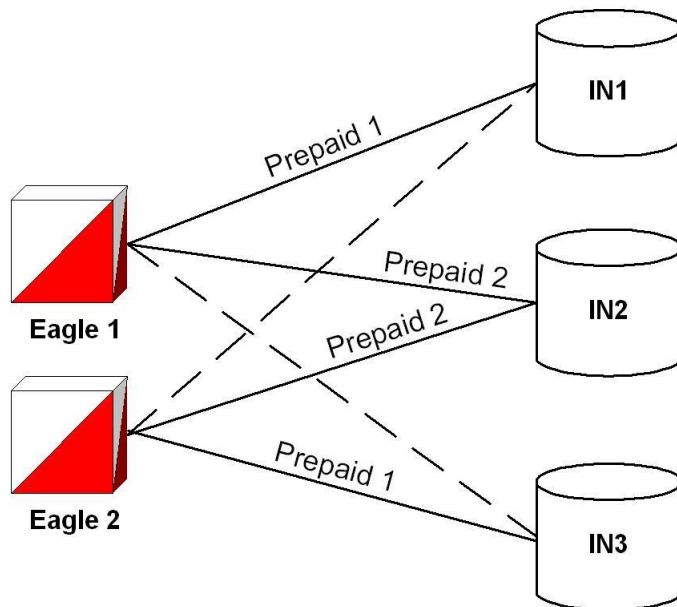 IN1
Prepaid 1
Prepaid 2
Eagle 1
IN2
Prepaid 2
Prepaid 1
Eagle 2
IN3